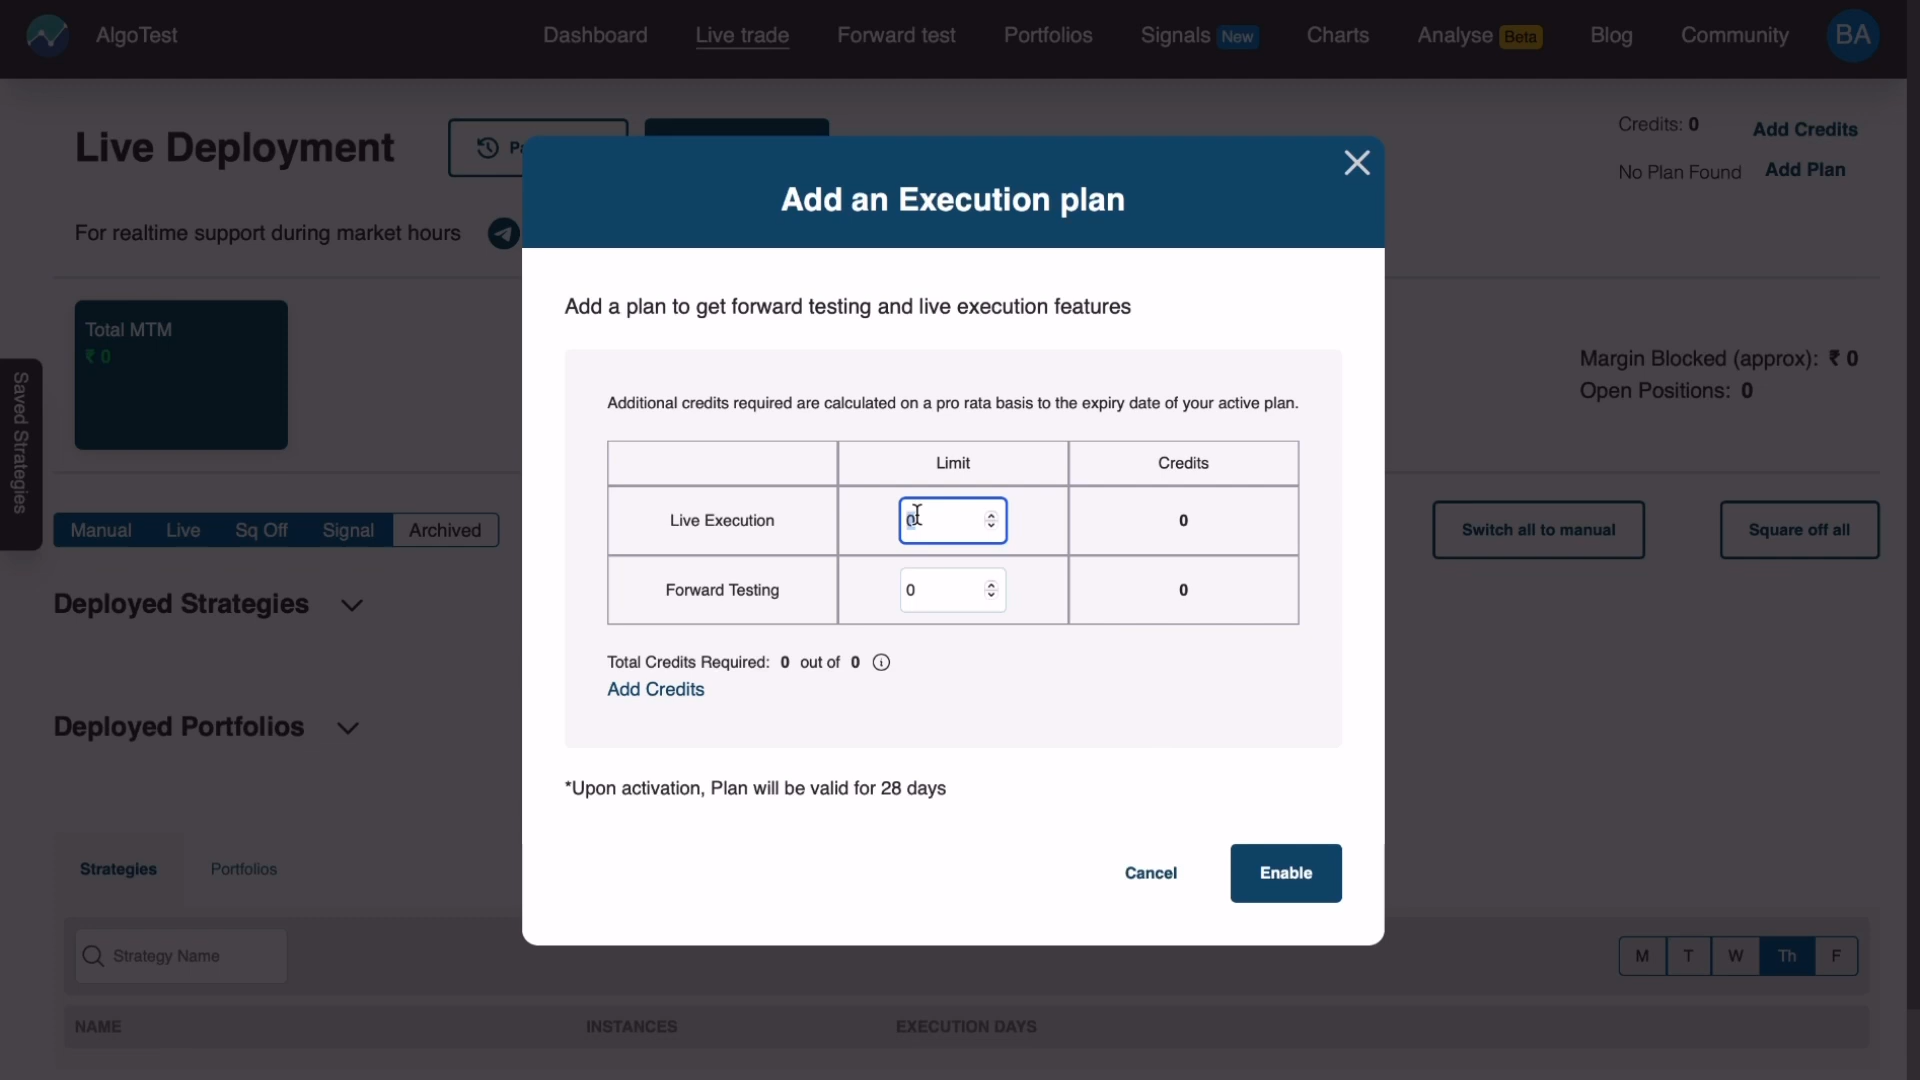 AlgoTest
Dashboard
Live trade
Forward test
Portfolios
Signals New
Charts
Analyse Beta
Blog
Community
BA
Live Deployment
Credits: 0
Add Credits
No Plan Found
Add Plan
For realtime support during market hours
Total MTM
₹ 0
Margin Blocked (approx): ₹ 0
Open Positions: 0
Saved Strategies
Manual
Live
Sq Off
Signal
Archived
Switch all to manual
Square off all
Deployed Strategies
Deployed Portfolios
Add an Execution plan
Add a plan to get forward testing and live execution features
Additional credits required are calculated on a pro rata basis to the expiry date of your active plan.
Limit
Credits
Live Execution
0
0
Forward Testing
0
0
Total Credits Required: 0 out of 0
Add Credits
*Upon activation, Plan will be valid for 28 days
Cancel
Enable
Strategies
Portfolios
Strategy Name
M
T
W
Th
F
NAME
INSTANCES
EXECUTION DAYS